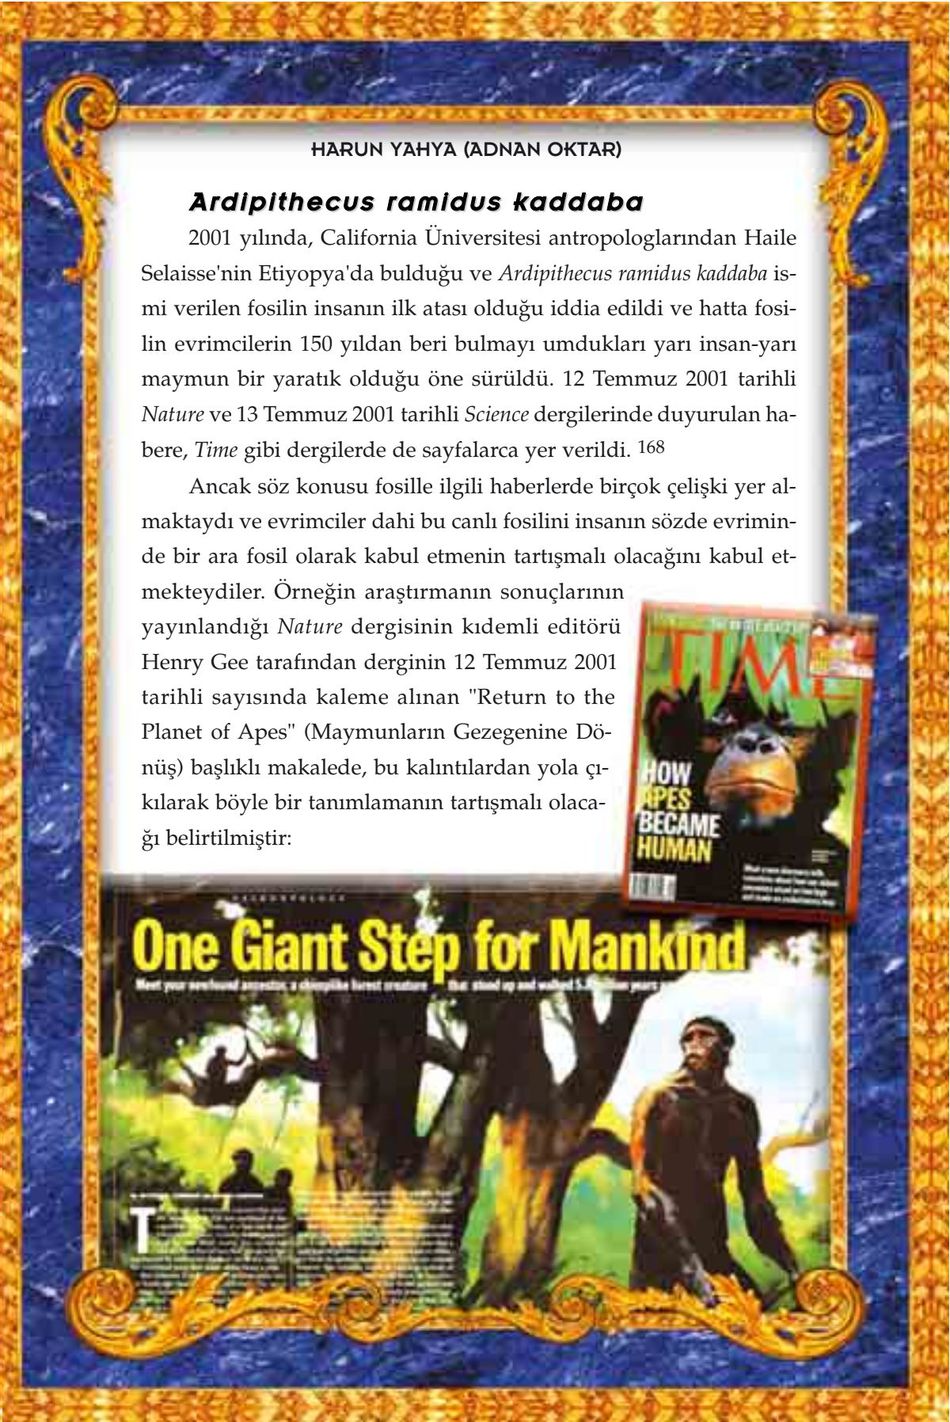 HARUN YAHYA (ADNAN OKTAR)
Ardipithecus ramidus kaddaba
2001 yılında, California Üniversitesi antropologlarından Haile
Selaisse'nin Etiyopya'da bulduğu ve Ardipithecus ramidus kaddaba is-
mi verilen fosilin insanın ilk atası olduğu iddia edildi ve hatta fosi-
lin evrimcilerin 150 yıldan beri bulmayı umdukları yarı insan-yarı
maymun bir yaratık olduğu öne sürüldü. 12 Temmuz 2001 tarihli
Nature ve 13 Temmuz 2001 tarihli Science dergilerinde duyurulan ha-
bere, Time gibi dergilerde de sayfalarca yer verildi. 168
Ancak söz konusu fosille ilgili haberlerde birçok çelişki yer al-
maktaydı ve evrimciler dahi bu canlı fosilini insanın sözde evrimin-
de bir ara fosil olarak kabul etmenin tartışmalı olacağını kabul et-
mekteydiler. Örneğin araştırmanın sonuçlarının
yayınlandığı Nature dergisinin kıdemli editörü
Henry Gee tarafından derginin 12 Temmuz 2001
tarihli sayısında kaleme alınan "Return to the
Planet of Apes" (Maymunların Gezegenine Dö-
nüş) başlıklı makalede, bu kalıntılardan yola çı-
kılarak böyle bir tanımlamanın tartışmalı olaca-
ğı belirtilmiştir:
TIME
HOW
APES
BECAME
HUMAN
PALEONTOLOGY
One Giant Step for Mankind
Meet your newfound ancestor, a chimplike forest creature that stood up and walked 5.8 million years
T